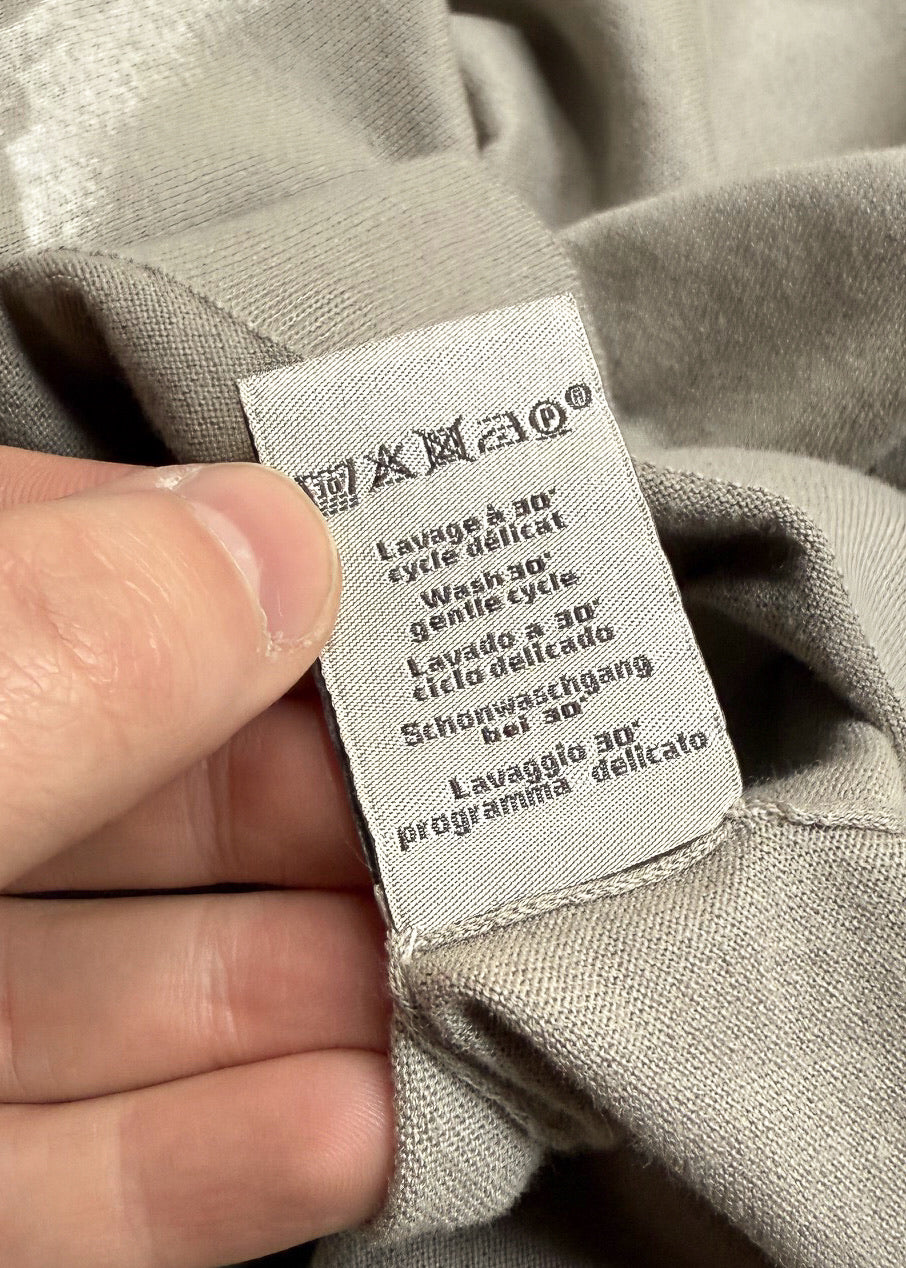 30
P
Lavage à 30°
cycle délicat
Wash 30°
gentle cycle
Lavado a 30°
ciclo delicado
Schonwaschgang
bei 30°
Lavaggio 30°
programma delicato